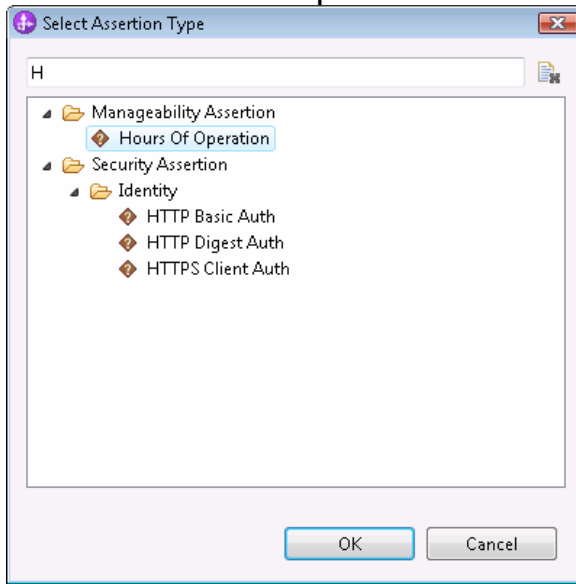 Select Assertion Type
H
Manageability Assertion
Hours Of Operation
Security Assertion
Identity
HTTP Basic Auth
HTTP Digest Auth
HTTPS Client Auth
OK Cancel